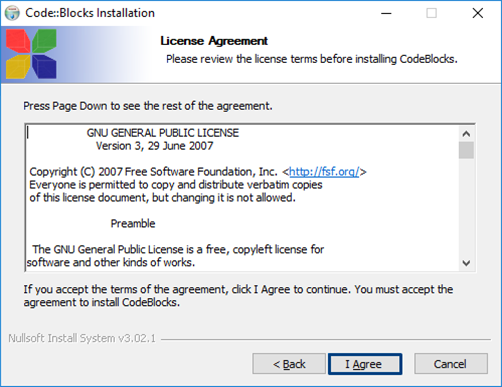 Code::Blocks Installation
License Agreement
Please review the license terms before installing CodeBlocks.
Press Page Down to see the rest of the agreement.
GNU GENERAL PUBLIC LICENSE
Version 3, 29 June 2007
Copyright (C) 2007 Free Software Foundation, Inc. <http://fsf.org/>
Everyone is permitted to copy and distribute verbatim copies
of this license document, but changing it is not allowed.
Preamble
The GNU General Public License is a free, copyleft license for
software and other kinds of works.
If you accept the terms of the agreement, click I Agree to continue. You must accept the
agreement to install CodeBlocks.
Nullsoft Install System v3.02.1
< Back I Agree Cancel